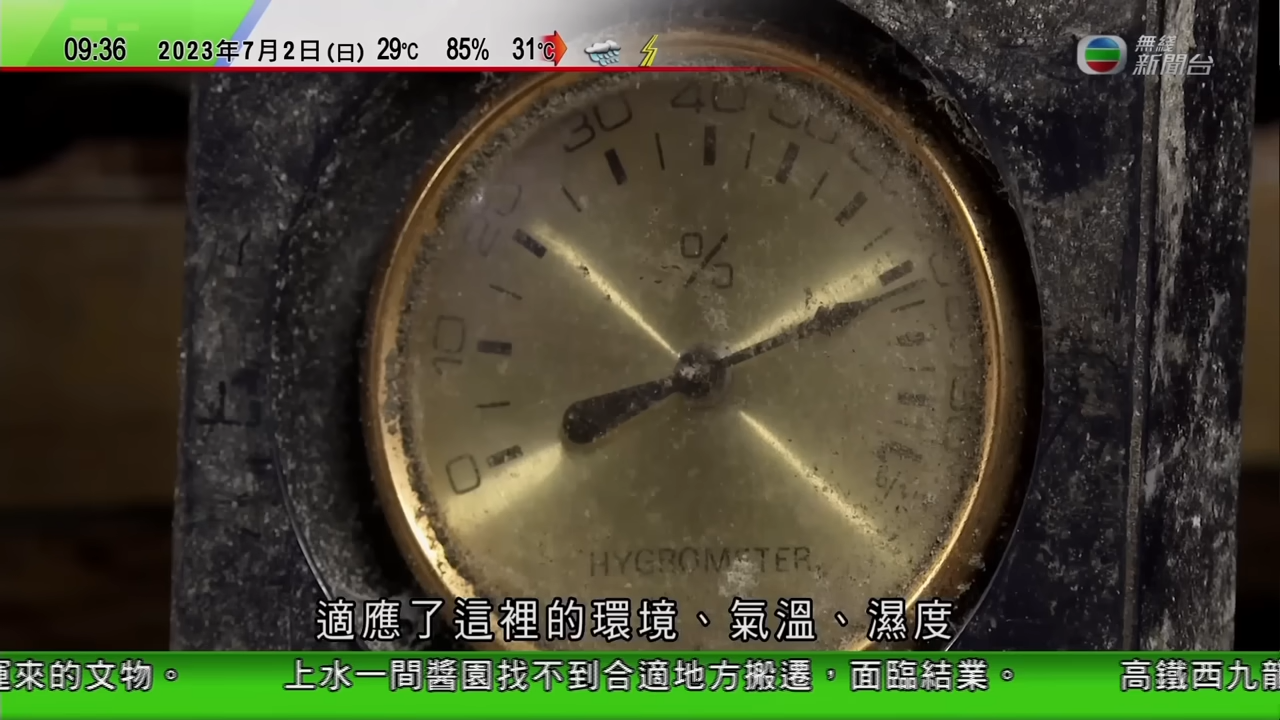 09:36 2023年7月2日(日) 29℃ 85% 31℃
無綫
新聞台
40
30
20
%
10
0
HYGROMETER
適應了這裡的環境、氣溫、濕度
運來的文物。 上水一間醬園找不到合適地方搬遷，面臨結業。 高鐵西九龍